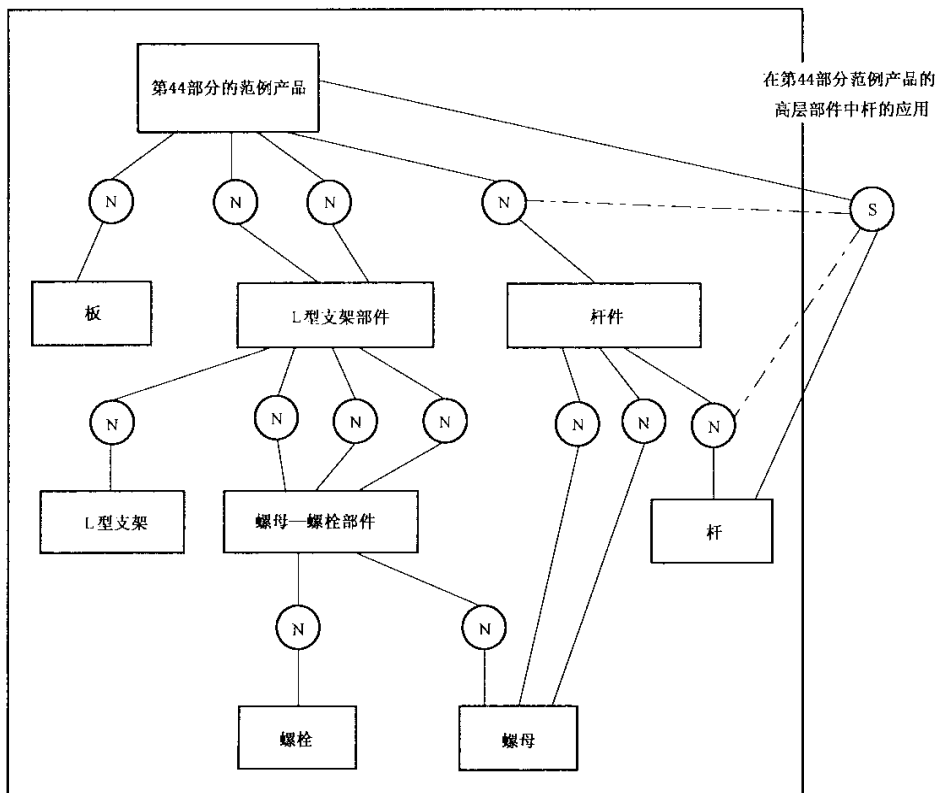 第44部分的范例产品
在第44部分范例产品的
高层部件中杆的应用
N
N
N
N
S
板
L型支架部件
杆件
N
N
N
N
N
N
N
L型支架
螺母—螺栓部件
杆
N
N
螺栓
螺母